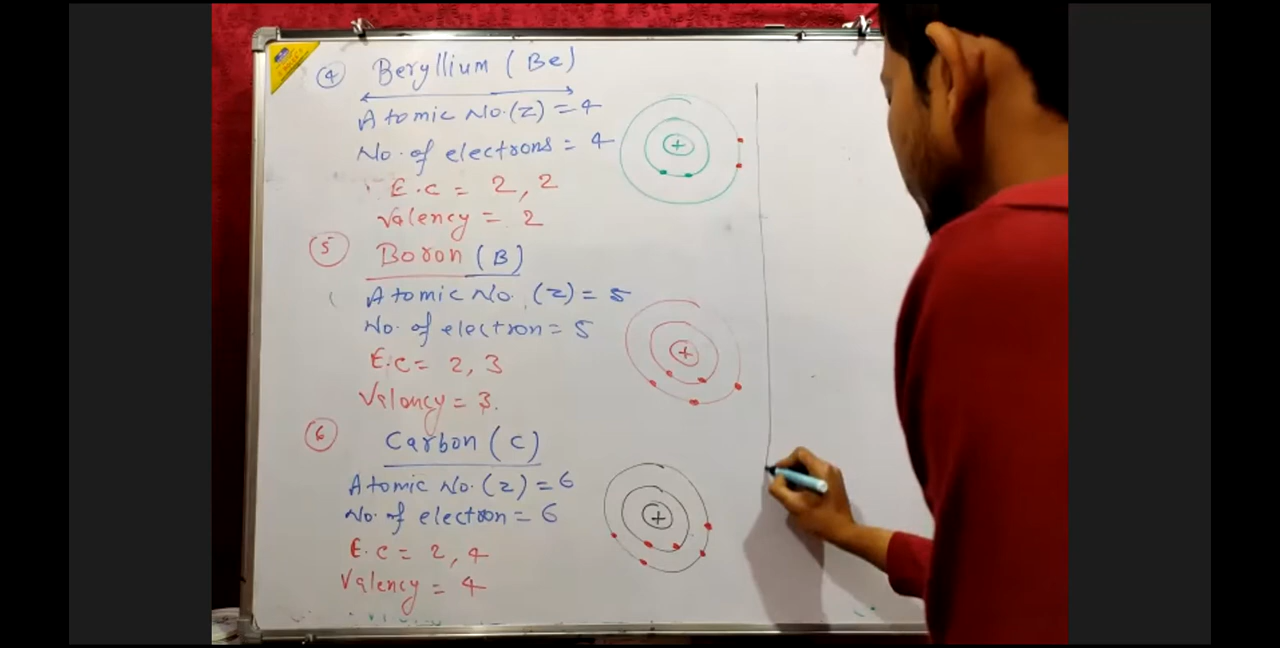 ④ Beryllium (Be)
Atomic No. (Z) = 4
No. of electrons = 4
E.C = 2, 2
Valency = 2
⑤ Boron (B)
Atomic No. (Z) = 5
No. of electron = 5
E.C = 2, 3
Valency = 3.
⑥ Carbon (C)
Atomic No. (Z) = 6
No. of electron = 6
E.C = 2, 4
Valency = 4
+
+
+